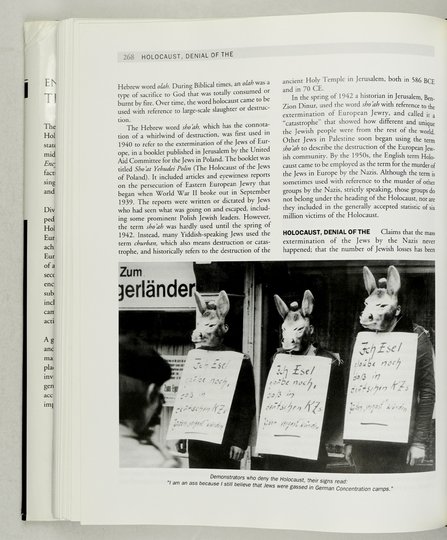 268 HOLOCAUST, DENIAL OF THE
Hebrew word olah. During Biblical times, an olah was a
type of sacrifice to God that was totally consumed or
burnt by fire. Over time, the word holocaust came to be
used with reference to large-scale slaughter or destruc-
tion.
The Hebrew word sho'ah, which has the connota-
tion of a whirlwind of destruction, was first used in
1940 to refer to the extermination of the Jews of Eur-
ope, in a booklet published in Jerusalem by the United
Aid Committee for the Jews in Poland. The booklet was
titled Sho'at Yehudei Polin (The Holocaust of the Jews
of Poland). It included articles and eyewitness reports
on the persecution of Eastern European Jewry that
began when World War II broke out in September
1939. The reports were written or dictated by Jews
who had seen what was going on and escaped, includ-
ing some prominent Polish Jewish leaders. However,
the term sho'ah was hardly used until the spring of
1942. Instead, many Yiddish-speaking Jews used the
term churban, which also means destruction or catas-
trophe, and historically refers to the destruction of the
ancient Holy Temple in Jerusalem, both in 586 BCE
and in 70 CE.
In the spring of 1942 a historian in Jerusalem, Ben-
Zion Dinur, used the word sho'ah with reference to the
extermination of European Jewry, and called it a
"catastrophe" that showed how different and unique
the Jewish people were from the rest of the world.
Other Jews in Palestine soon began using the term
sho'ah to describe the destruction of the European Jew-
ish community. By the 1950s, the English term Holo-
caust came to be employed as the term for the murder of
the Jews in Europe by the Nazis. Although the term is
sometimes used with reference to the murder of other
groups by the Nazis, strictly speaking, those groups do
not belong under the heading of the Holocaust, nor are
they included in the generally accepted statistic of six
million victims of the Holocaust.
HOLOCAUST, DENIAL OF THE Claims that the mass
extermination of the Jews by the Nazis never
happened; that the number of Jewish losses has been
Zum
gerländer
Ich Esel
glaube noch,
daß in
deutschen KZs
Ich Esel
glaube noch,
daß in
deutschen KZs
Ich Esel
glaube noch
daß in
deutschen KZs
Demonstrators who deny the Holocaust, their signs read:
"I am an ass because I still believe that Jews were gassed in German Concentration camps."